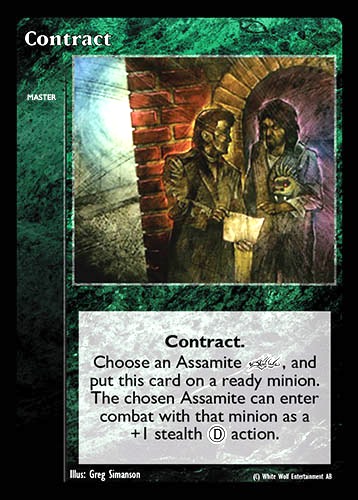 Contract
MASTER
Contract.
Choose an Assamite , and
put this card on a ready minion.
The chosen Assamite can enter
combat with that minion as a
+1 stealth Ⓓ action.
Illus: Greg Simanson
(C) White Wolf Entertainment AB